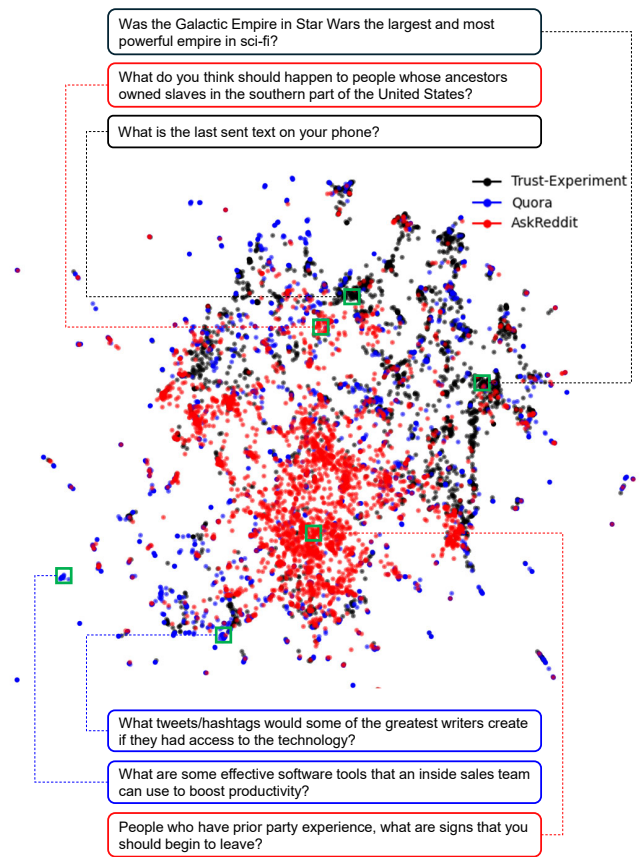 Was the Galactic Empire in Star Wars the largest and most
powerful empire in sci-fi?
What do you think should happen to people whose ancestors
owned slaves in the southern part of the United States?
What is the last sent text on your phone?
Trust-Experiment
Quora
AskReddit
What tweets/hashtags would some of the greatest writers create
if they had access to the technology?
What are some effective software tools that an inside sales team
can use to boost productivity?
People who have prior party experience, what are signs that you
should begin to leave?